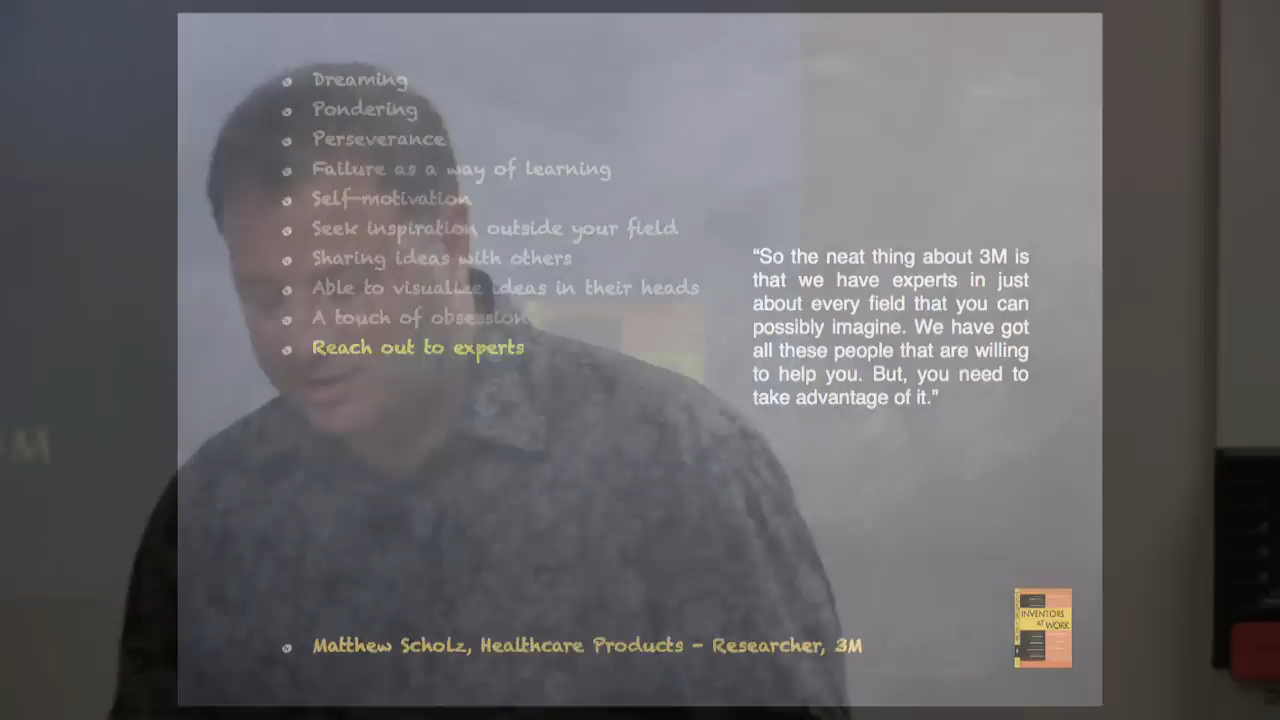 Dreaming
Pondering
Perseverance
Failure as a way of learning
Self-motivation
Seek inspiration outside your field
Sharing ideas with others
Able to visualize ideas in their heads
A touch of obsession
Reach out to experts
“So the neat thing about 3M is
that we have experts in just
about every field that you can
possibly imagine. We have got
all these people that are willing
to help you. But, you need to
take advantage of it.”
Matthew Scholz, Healthcare Products - Researcher, 3M
INVENTORS
AT
WORK